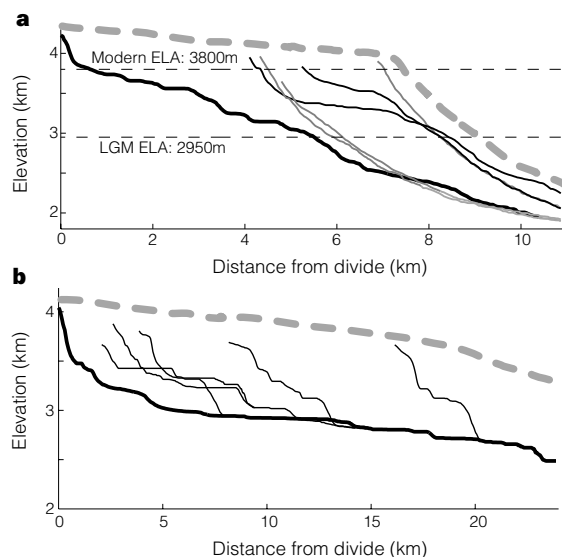 a
4
Modern ELA: 3800m
3
LGM ELA: 2950m
2
Elevation (km)
0 2 4 6 8 10
Distance from divide (km)
b
4
3
2
Elevation (km)
0 5 10 15 20
Distance from divide (km)